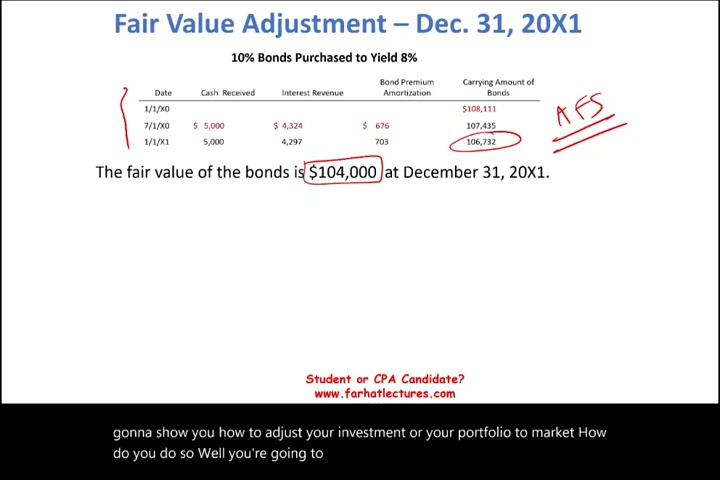 Fair Value Adjustment – Dec. 31, 20X1
10% Bonds Purchased to Yield 8%
Bond Premium Carrying Amount of
Date Cash Received Interest Revenue Amortization Bonds
1/1/X0 $108,111
7/1/X0 $ 5,000 $ 4,324 $ 676 107,435
1/1/X1 5,000 4,297 703 106,732
AFS
The fair value of the bonds is $104,000 at December 31, 20X1.
Student or CPA Candidate?
www.farhatlectures.com
gonna show you how to adjust your investment or your portfolio to market How
do you do so Well you're going to